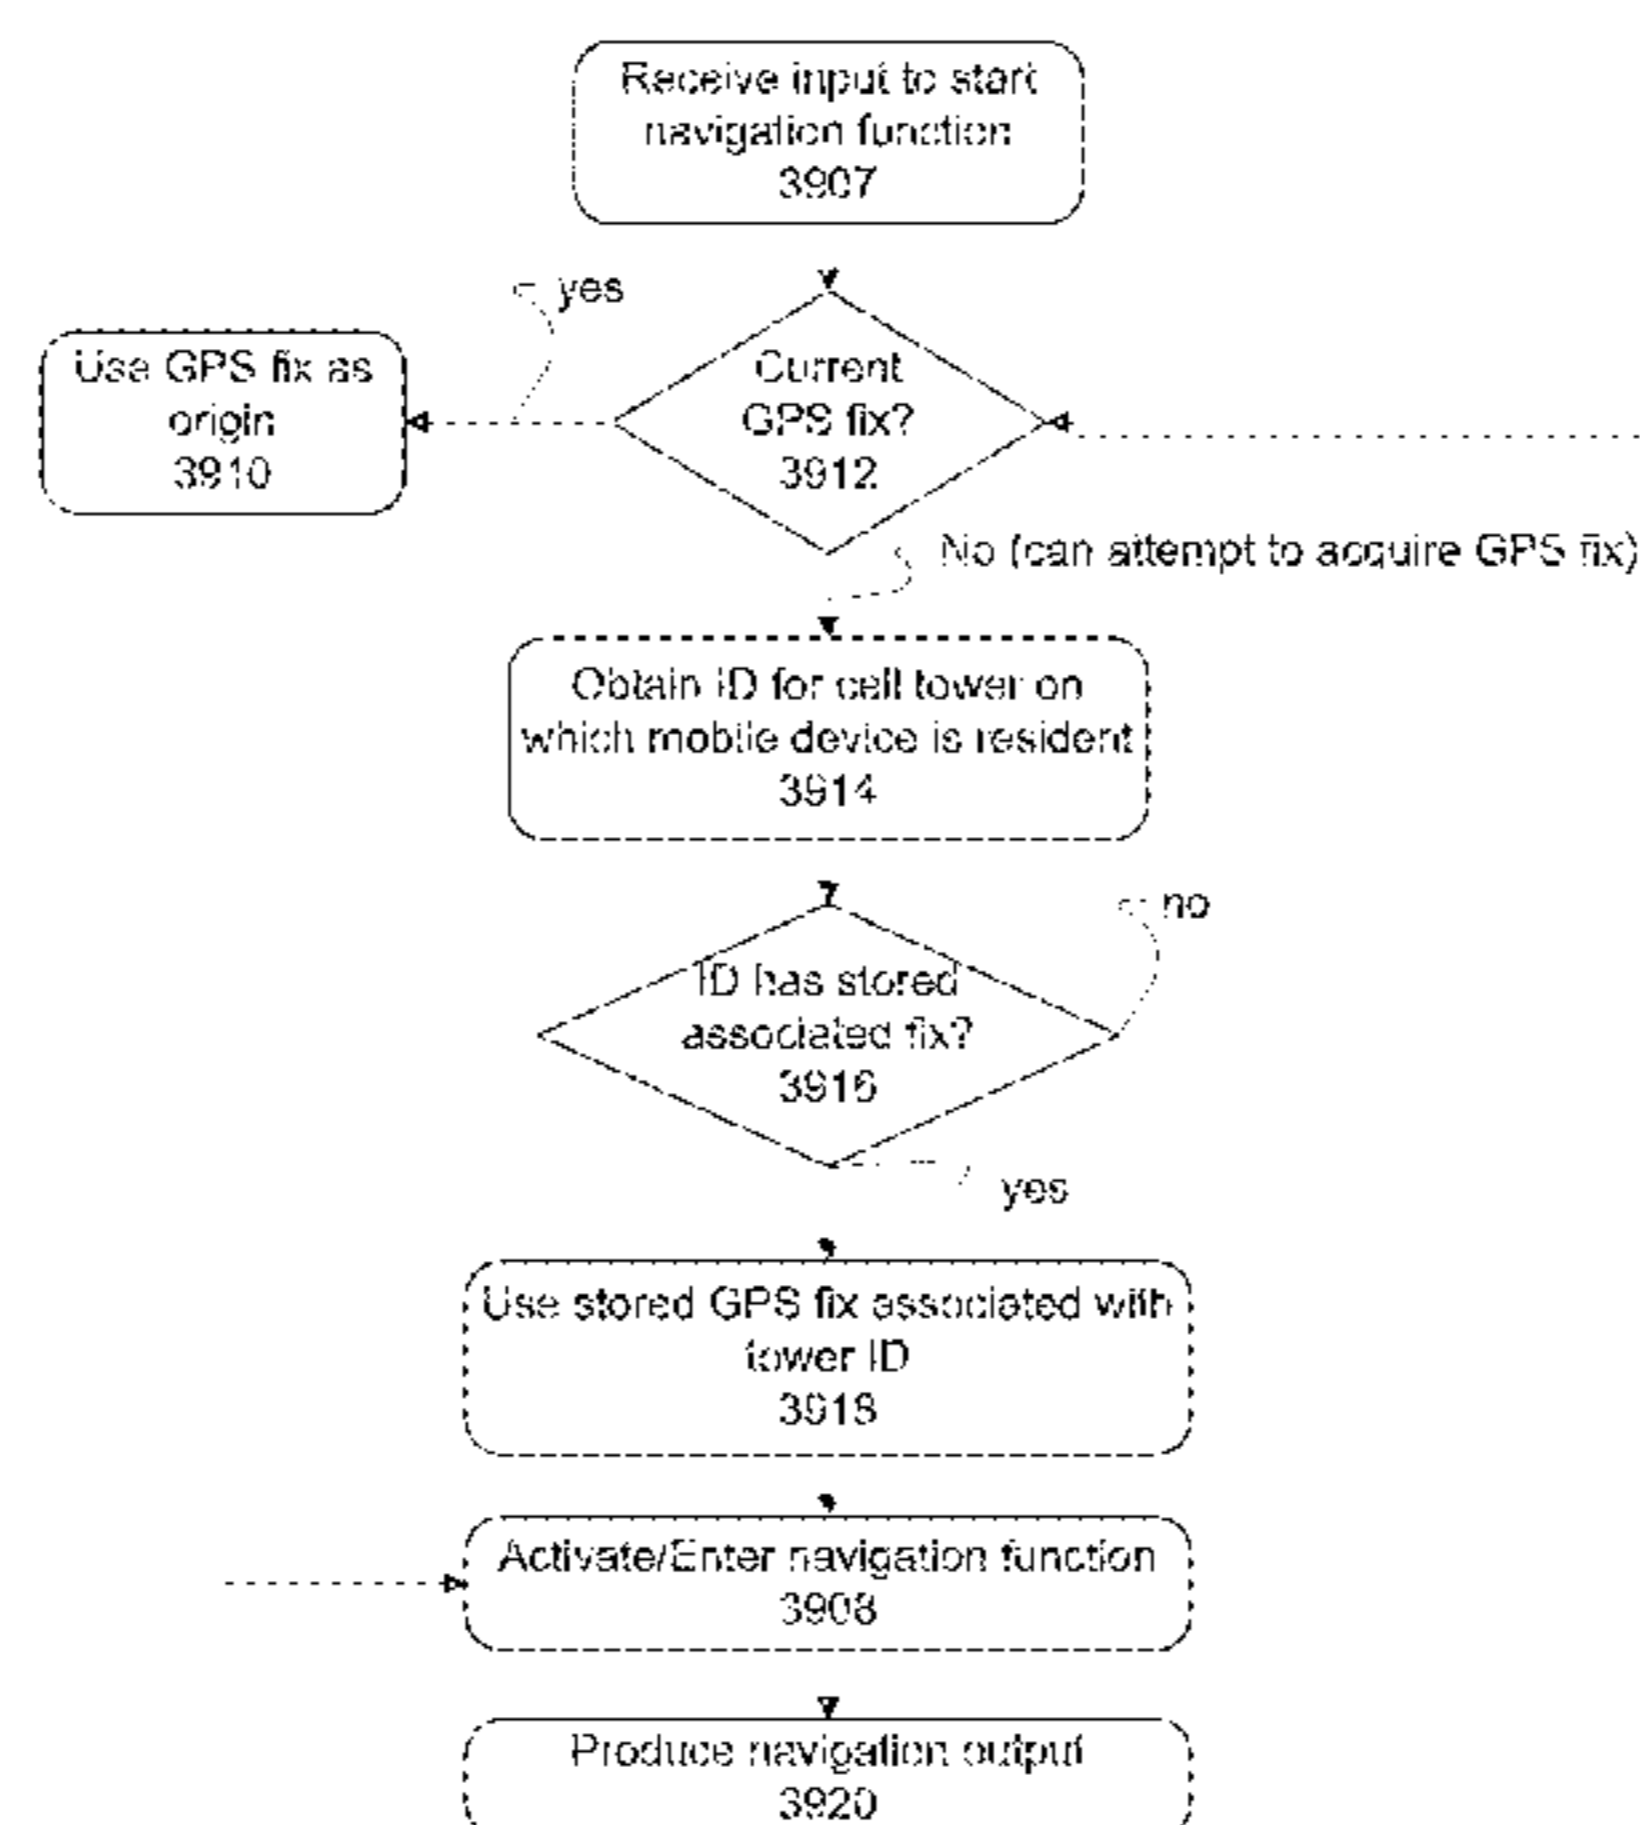 Receive input to start
navigation function
3907
yes
Use GPS fix as
origin
3910
Current
GPS fix?
3912
No (can attempt to acquire GPS fix)
Obtain ID for cell tower on
which mobile device is resident
3914
no
ID has stored
associated fix?
3916
yes
Use stored GPS fix associated with
tower ID
3918
Activate/Enter navigation function
3908
Produce navigation output
3920